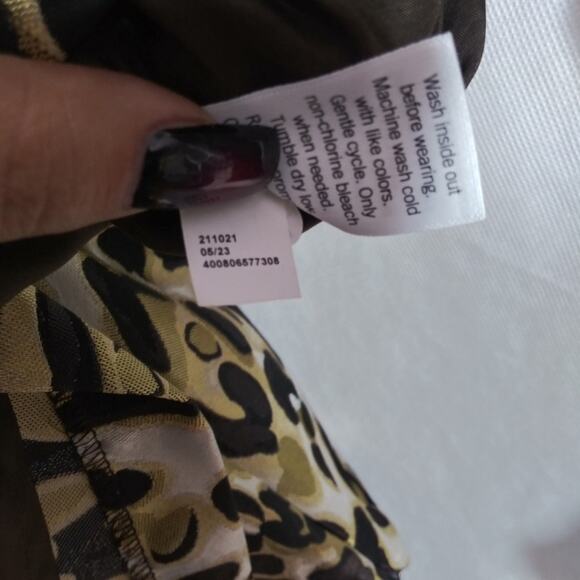 Wash inside out
before wearing.
Machine wash cold
with like colors.
Gentle cycle. Only
non-chlorine bleach
when needed.
Tumble dry low
211021
05/23
400806577308